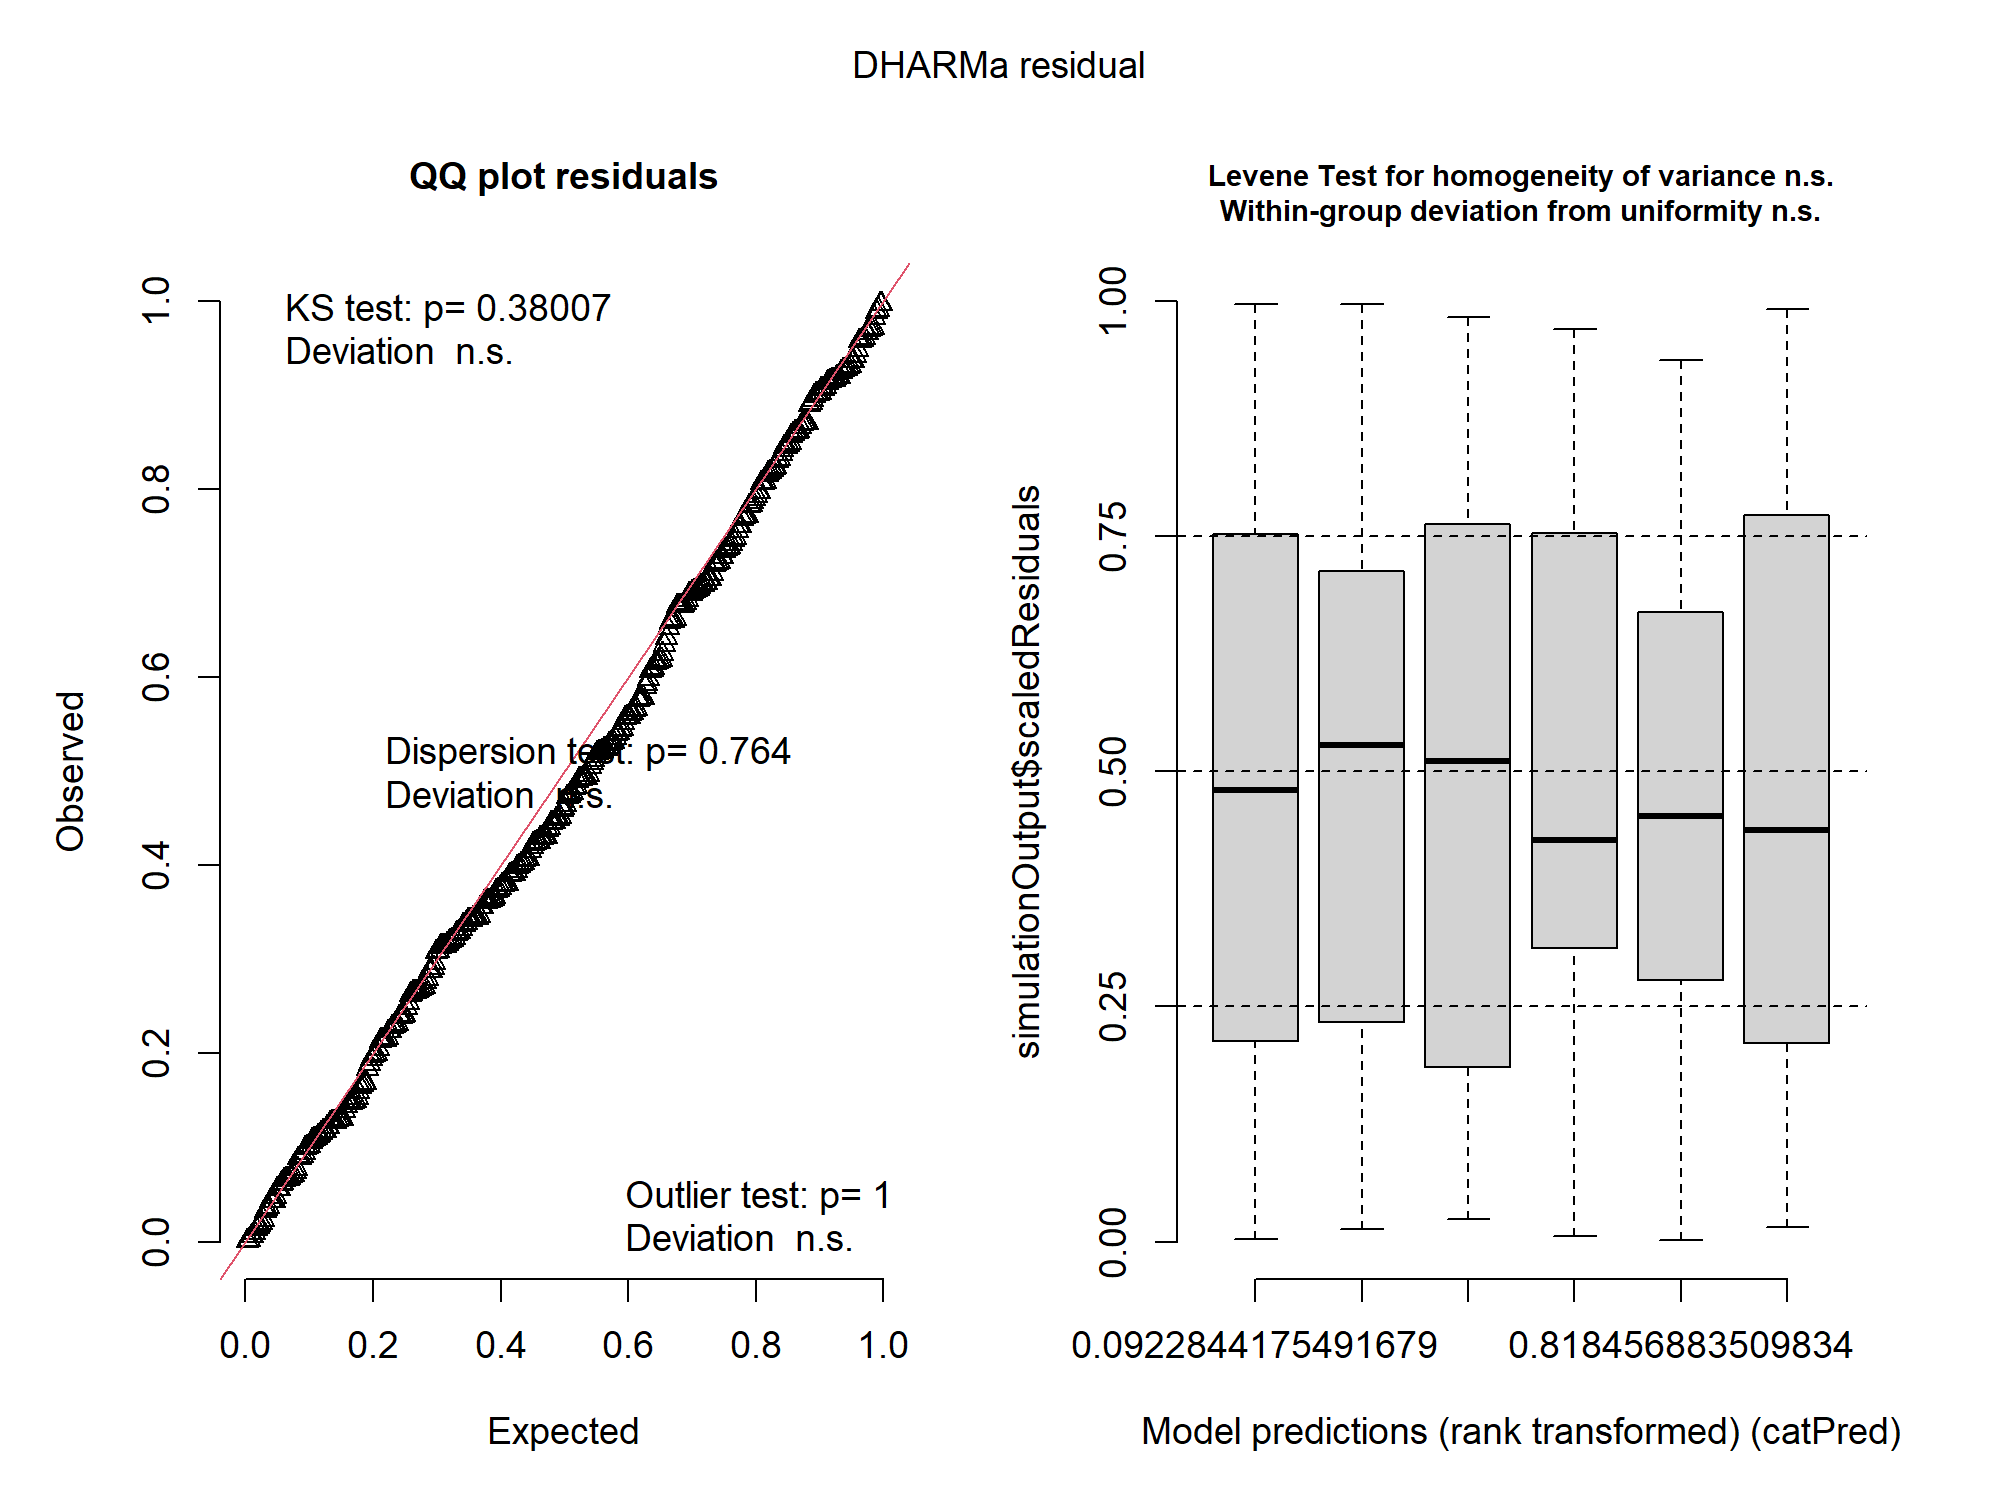 DHARMa residual
QQ plot residuals
KS test: p= 0.38007
Deviation  n.s.
Dispersion test: p= 0.764
Deviation  n.s.
Outlier test: p= 1
Deviation  n.s.
Observed
0.0
0.2
0.4
0.6
0.8
1.0
0.0 0.2 0.4 0.6 0.8 1.0
Expected
Levene Test for homogeneity of variance n.s.
Within-group deviation from uniformity n.s.
simulationOutput$scaledResiduals
0.00
0.25
0.50
0.75
1.00
0.0922844175491679 0.818456883509834
Model predictions (rank transformed) (catPred)